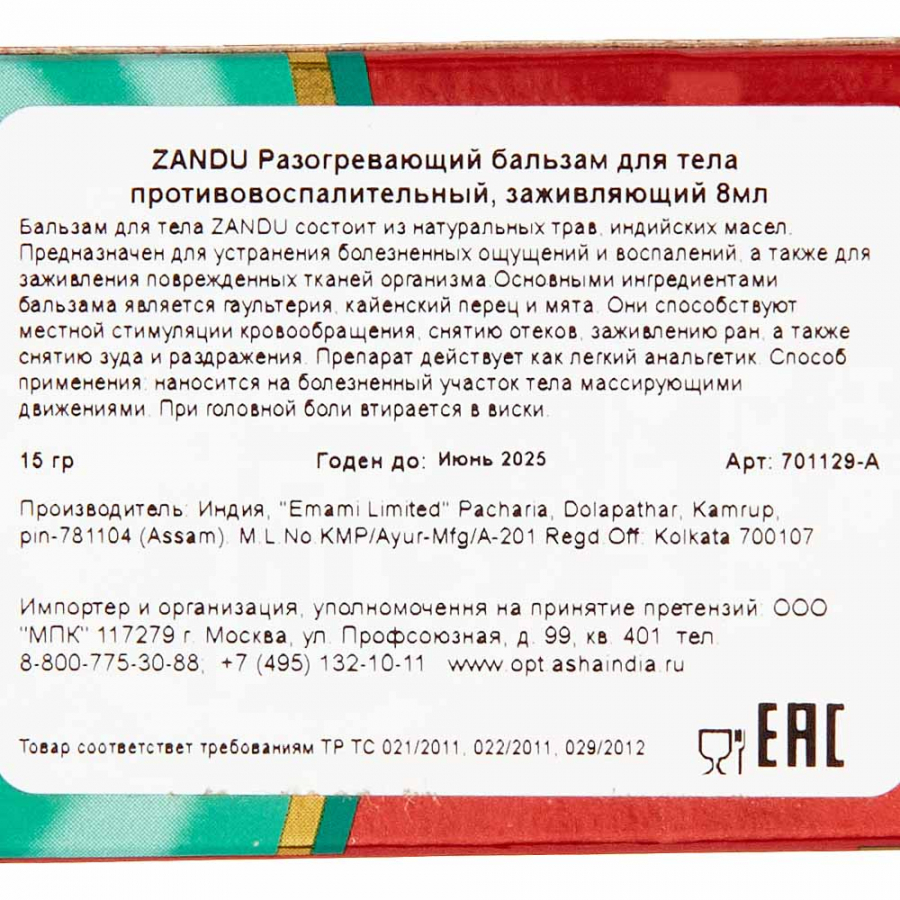 ZANDU Разогревающий бальзам для тела
противовоспалительный, заживляющий 8мл
Бальзам для тела ZANDU состоит из натуральных трав, индийских масел.
Предназначен для устранения болезненных ощущений и воспалений, а также для
заживления поврежденных тканей организма.Основными ингредиентами
бальзама является гаультерия, кайенский перец и мята. Они способствуют
местной стимуляции кровообращения, снятию отеков, заживлению ран, а также
снятию зуда и раздражения. Препарат действует как легкий анальгетик. Способ
применения: наносится на болезненный участок тела массирующими
движениями. При головной боли втирается в виски.
15 гр Годен до: Июнь 2025 Арт: 701129-А
Производитель: Индия, "Emami Limited" Pacharia, Dolapathar, Kamrup,
pin-781104 (Assam). M.L.No.KMP/Ayur-Mfg/A-201 Regd.Off: Kolkata 700107
Импортер и организация, уполномочення на принятие претензий: ООО
"МПК" 117279 г. Москва, ул. Профсоюзная, д. 99, кв. 401 тел.
8-800-775-30-88; +7 (495) 132-10-11 www.opt.ashaindia.ru
Товар соответствует требованиям ТР ТС 021/2011, 022/2011, 029/2012
EAC